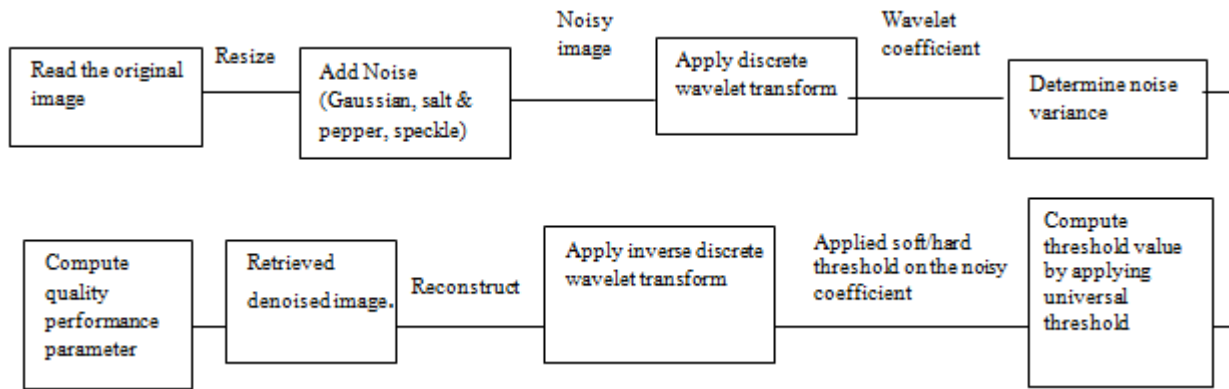 Read the original
image
Resize
Add Noise
(Gaussian, salt &
pepper, speckle)
Noisy
image
Apply discrete
wavelet transform
Wavelet
coefficient
Determine noise
variance
Compute
threshold value
by applying
universal
threshold
Applied soft/hard
threshold on the noisy
coefficient
Apply inverse discrete
wavelet transform
Reconstruct
Retrieved
denoised image.
Compute
quality
performance
parameter